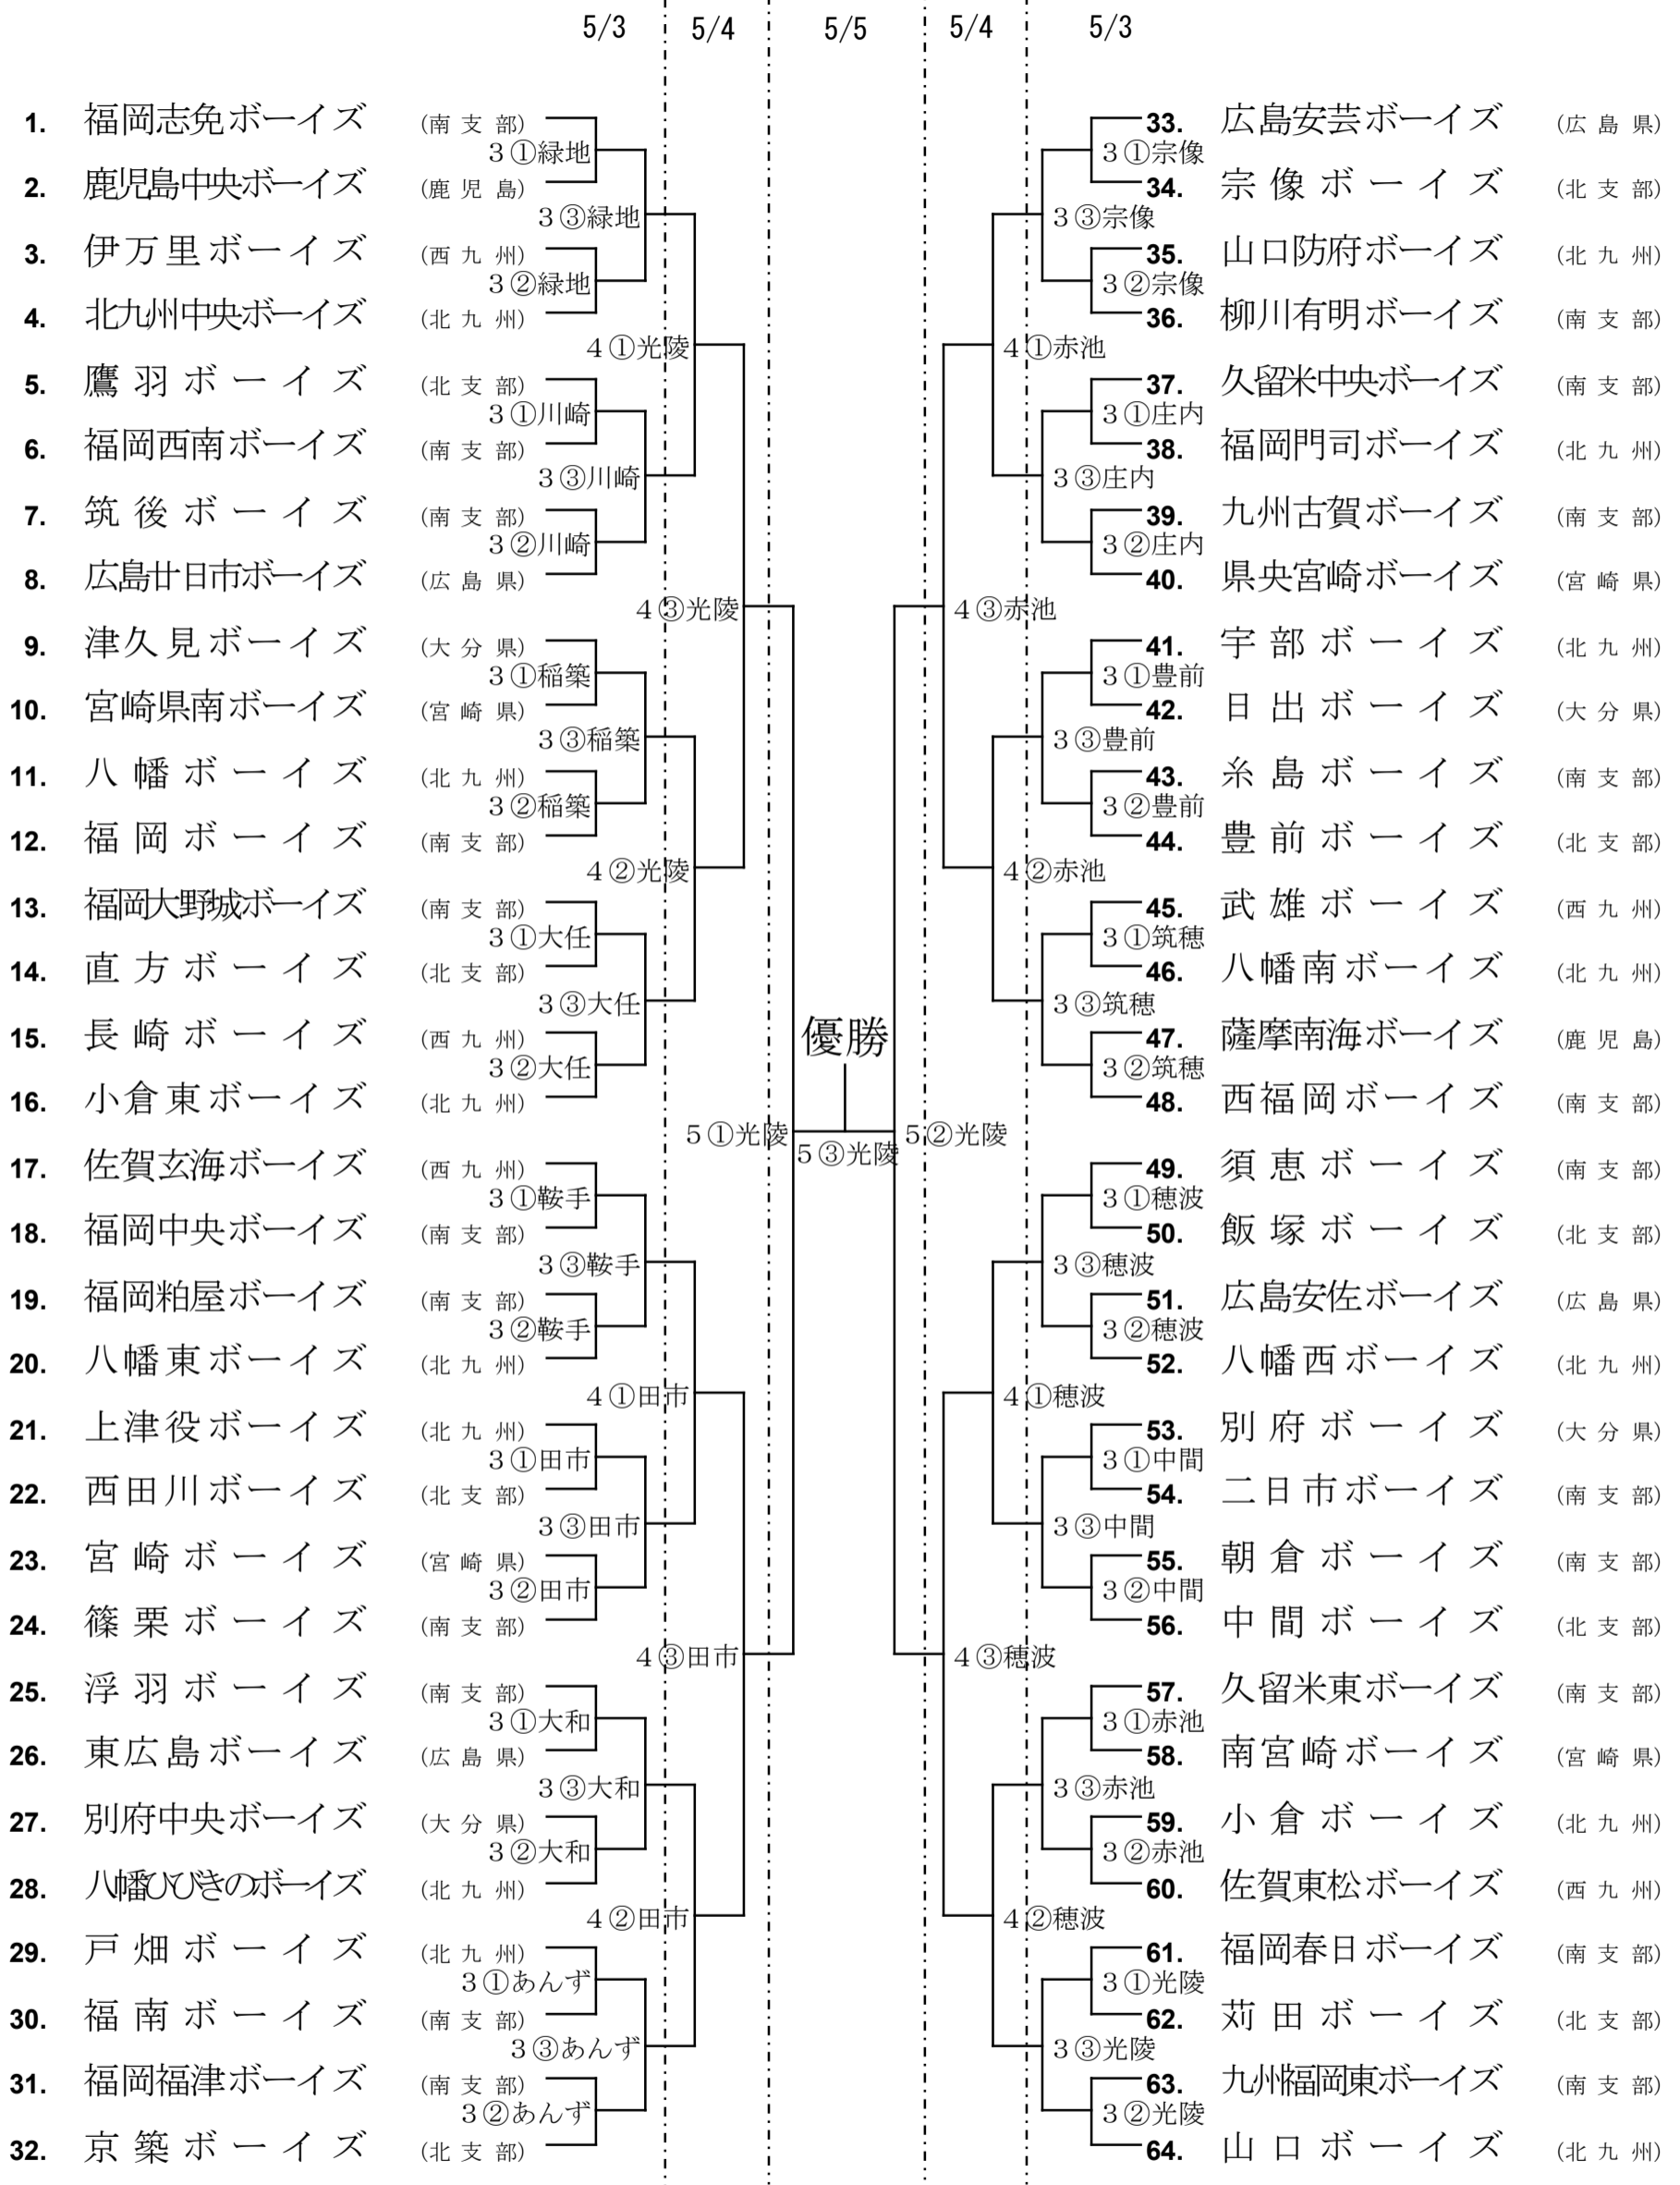 5/3 5/4 5/5 5/4 5/3
1. 福岡志免ボーイズ (南支部) 33. 広島安芸ボーイズ (広島県)
3①緑地 3①宗像
2. 鹿児島中央ボーイズ (鹿児島) 34. 宗像ボーイズ (北支部)
3③緑地 3③宗像
3. 伊万里ボーイズ (西九州) 35. 山口防府ボーイズ (北九州)
3②緑地 3②宗像
4. 北九州中央ボーイズ (北九州) 36. 柳川有明ボーイズ (南支部)
4①光陵 4①赤池
5. 鷹羽ボーイズ (北支部) 37. 久留米中央ボーイズ (南支部)
3①川崎 3①庄内
6. 福岡西南ボーイズ (南支部) 38. 福岡門司ボーイズ (北九州)
3③川崎 3③庄内
7. 筑後ボーイズ (南支部) 39. 九州古賀ボーイズ (南支部)
3②川崎 3②庄内
8. 広島廿日市ボーイズ (広島県) 40. 県央宮崎ボーイズ (宮崎県)
4③光陵 4③赤池
9. 津久見ボーイズ (大分県) 41. 宇部ボーイズ (北九州)
3①稲築 3①豊前
10. 宮崎県南ボーイズ (宮崎県) 42. 日出ボーイズ (大分県)
3③稲築 3③豊前
11. 八幡ボーイズ (北九州) 43. 糸島ボーイズ (南支部)
3②稲築 3②豊前
12. 福岡ボーイズ (南支部) 44. 豊前ボーイズ (北支部)
4②光陵 4②赤池
13. 福岡大野城ボーイズ (南支部) 45. 武雄ボーイズ (西九州)
3①大任 3①筑穂
14. 直方ボーイズ (北支部) 46. 八幡南ボーイズ (北九州)
3③大任 3③筑穂
15. 長崎ボーイズ (西九州) 優勝 47. 薩摩南海ボーイズ (鹿児島)
3②大任 3②筑穂
16. 小倉東ボーイズ (北九州) 48. 西福岡ボーイズ (南支部)
5①光陵 5③光陵 5②光陵
17. 佐賀玄海ボーイズ (西九州) 49. 須恵ボーイズ (南支部)
3①鞍手 3①穂波
18. 福岡中央ボーイズ (南支部) 50. 飯塚ボーイズ (北支部)
3③鞍手 3③穂波
19. 福岡粕屋ボーイズ (南支部) 51. 広島安佐ボーイズ (広島県)
3②鞍手 3②穂波
20. 八幡東ボーイズ (北九州) 52. 八幡西ボーイズ (北九州)
4①田市 4①穂波
21. 上津役ボーイズ (北九州) 53. 別府ボーイズ (大分県)
3①田市 3①中間
22. 西田川ボーイズ (北支部) 54. 二日市ボーイズ (南支部)
3③田市 3③中間
23. 宮崎ボーイズ (宮崎県) 55. 朝倉ボーイズ (南支部)
3②田市 3②中間
24. 篠栗ボーイズ (南支部) 56. 中間ボーイズ (北支部)
4③田市 4③穂波
25. 浮羽ボーイズ (南支部) 57. 久留米東ボーイズ (南支部)
3①大和 3①赤池
26. 東広島ボーイズ (広島県) 58. 南宮崎ボーイズ (宮崎県)
3③大和 3③赤池
27. 別府中央ボーイズ (大分県) 59. 小倉ボーイズ (北九州)
3②大和 3②赤池
28. 八幡ひびきのボーイズ (北九州) 60. 佐賀東松ボーイズ (西九州)
4②田市 4②穂波
29. 戸畑ボーイズ (北九州) 61. 福岡春日ボーイズ (南支部)
3①あんず 3①光陵
30. 福南ボーイズ (南支部) 62. 苅田ボーイズ (北支部)
3③あんず 3③光陵
31. 福岡福津ボーイズ (南支部) 63. 九州福岡東ボーイズ (南支部)
3②あんず 3②光陵
32. 京築ボーイズ (北支部) 64. 山口ボーイズ (北九州)